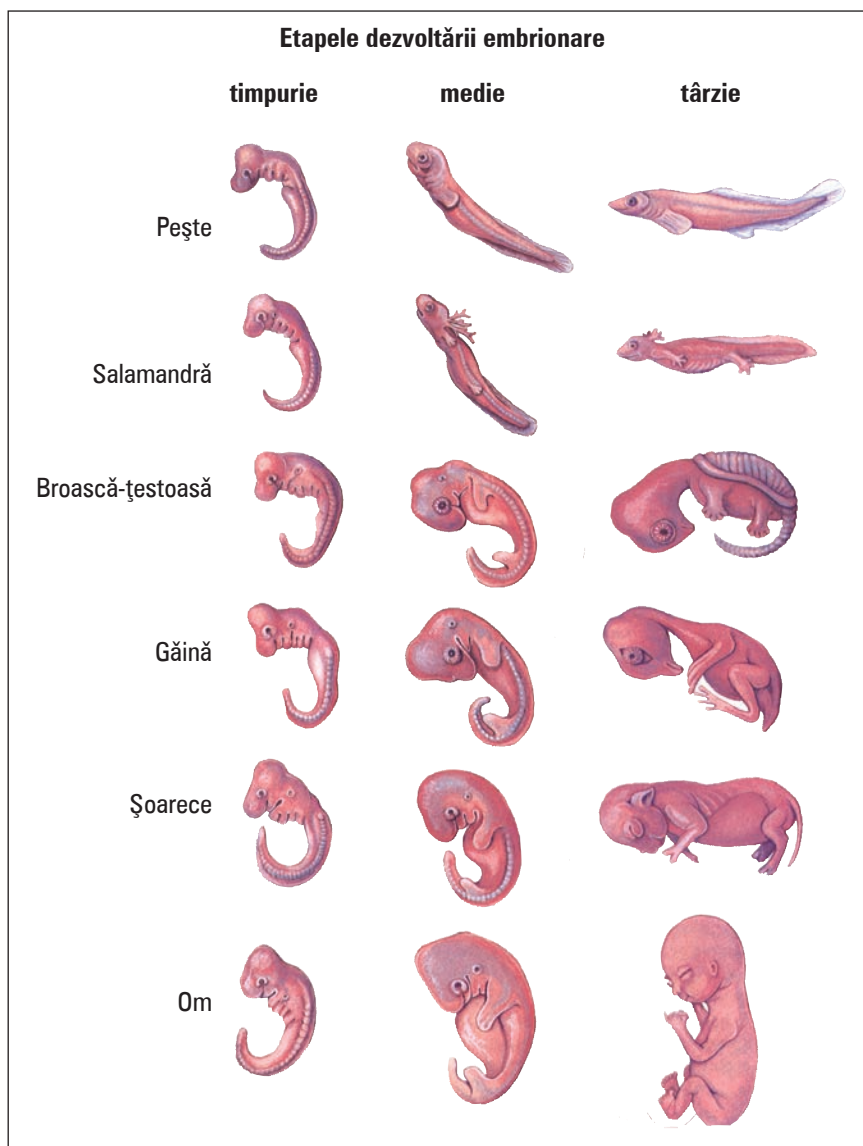 Etapele dezvoltării embrionare
timpurie medie târzie
Peşte
Salamandră
Broască-ţestoasă
Găină
Şoarece
Om